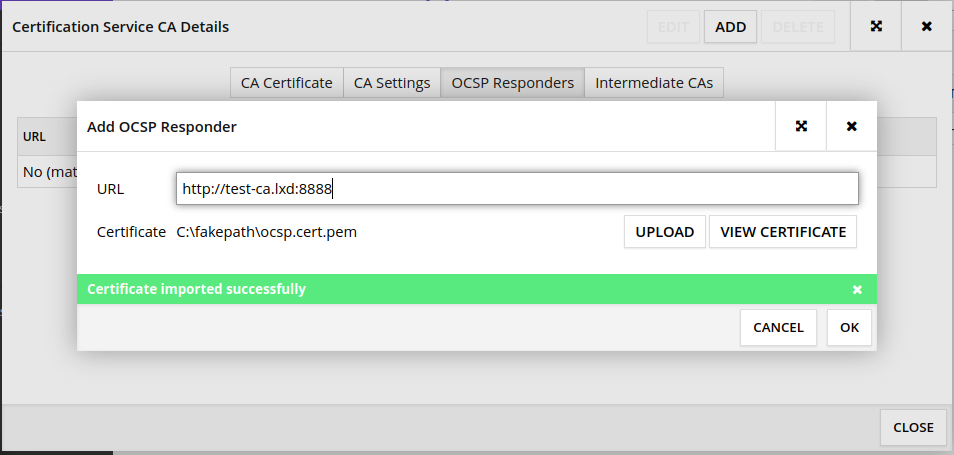 Certification Service CA Details
EDIT ADD DELETE
CA Certificate CA Settings OCSP Responders Intermediate CAs
Add OCSP Responder
URL
No (mat
URL http://test-ca.lxd:8888
Certificate C:\fakepath\ocsp.cert.pem UPLOAD VIEW CERTIFICATE
Certificate imported successfully
CANCEL OK
CLOSE